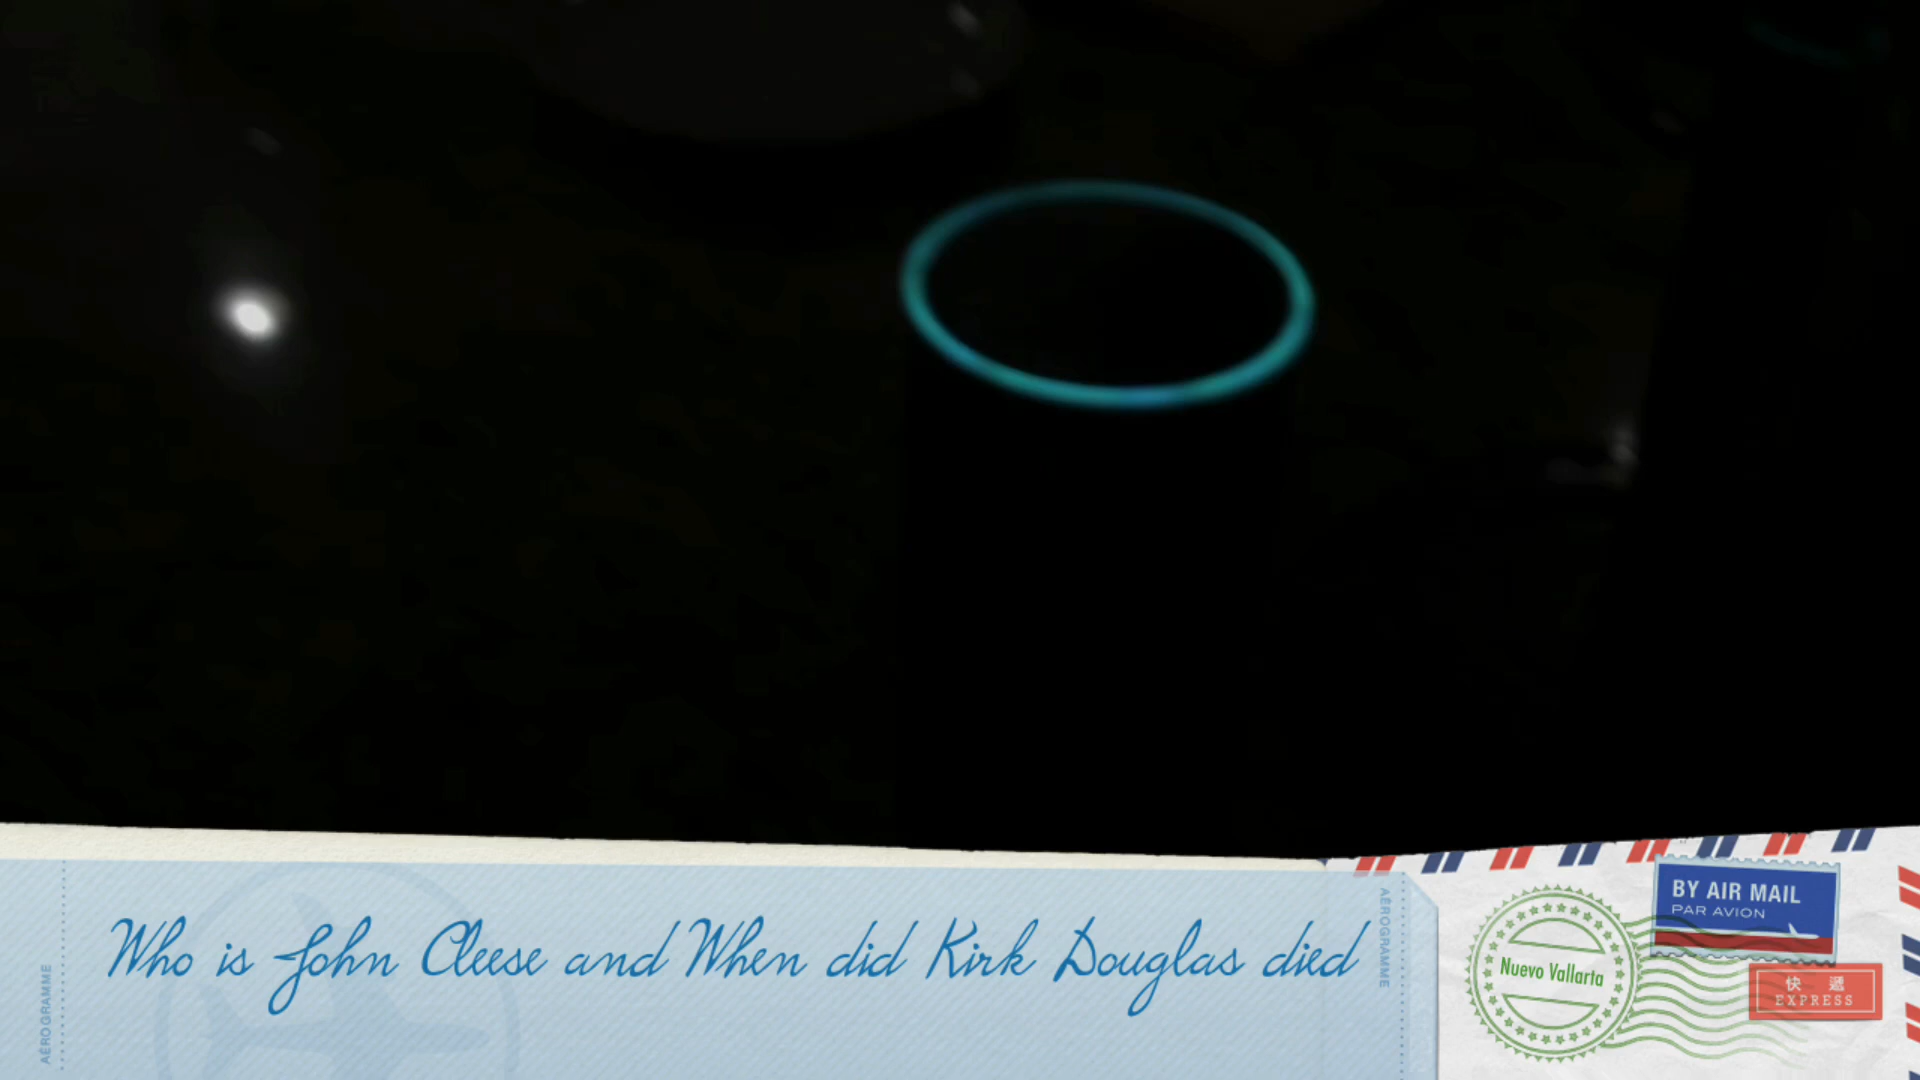 AÉROGRAMME
Who is John Cleese and When did Kirk Douglas died
AÉROGRAMME
Nuevo Vallarta
BY AIR MAIL
PAR AVION
快 遞
EXPRESS